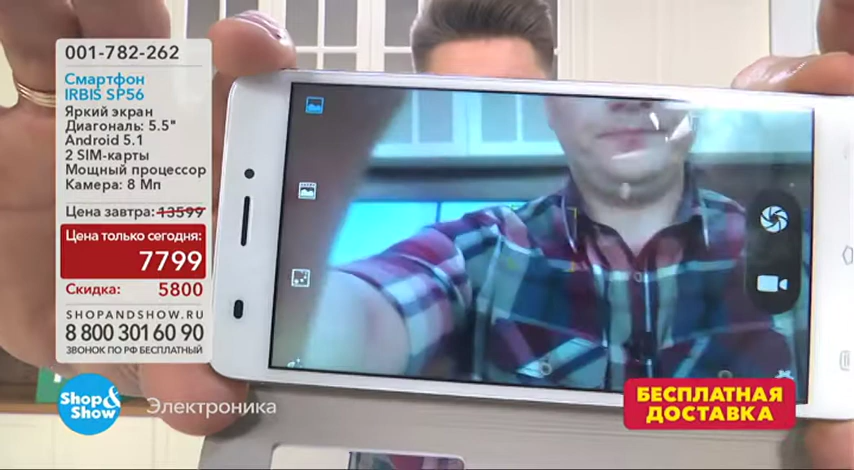 001-782-262
Смартфон
IRBIS SP56
Яркий экран
Диагональ: 5.5"
Android 5.1
2 SIM-карты
Мощный процессор
Камера: 8 Мп
Цена завтра: 13599
Цена только сегодня:
7799
Скидка: 5800
SHOPANDSHOW.RU
8 800 301 60 90
ЗВОНОК ПО РФ БЕСПЛАТНЫЙ
Shop&
Show
Электроника
БЕСПЛАТНАЯ
ДОСТАВКА